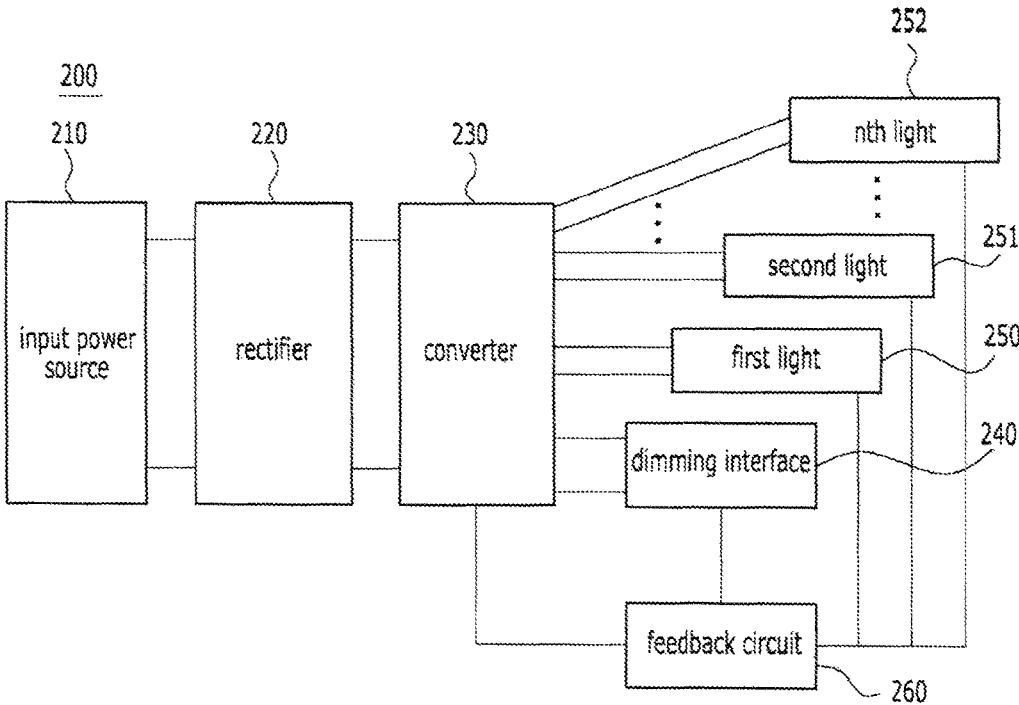 252
200
210
220
230
nth light
251
second light
input power
source
rectifier
converter
first light
250
240
dimming interface
feedback circuit
260